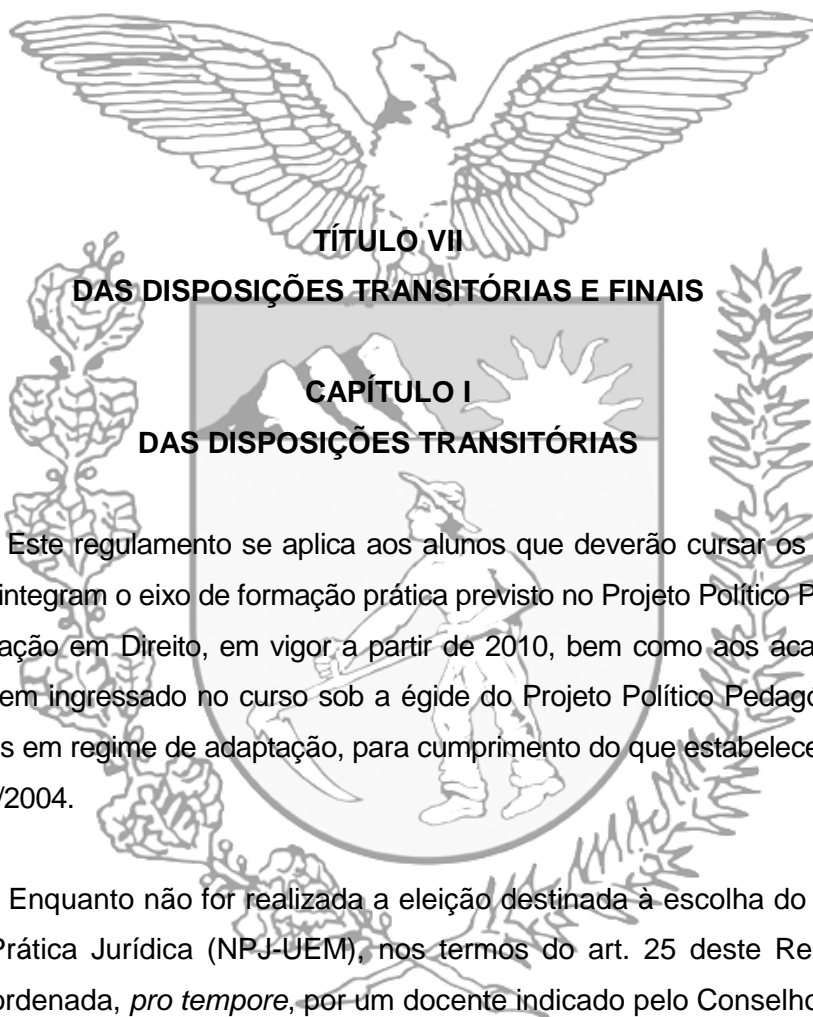 TÍTULO VII
DAS DISPOSIÇÕES TRANSITÓRIAS E FINAIS
CAPÍTULO I
DAS DISPOSIÇÕES TRANSITÓRIAS
Este regulamento se aplica aos alunos que deverão cursar os
integram o eixo de formação prática previsto no Projeto Político P
ação em Direito, em vigor a partir de 2010, bem como aos aca
em ingressado no curso sob a égide do Projeto Político Pedagó
s em regime de adaptação, para cumprimento do que estabelece
/2004.
Enquanto não for realizada a eleição destinada à escolha do
Prática Jurídica (NPJ-UEM), nos termos do art. 25 deste Re
ordenada, pro tempore, por um docente indicado pelo Conselho